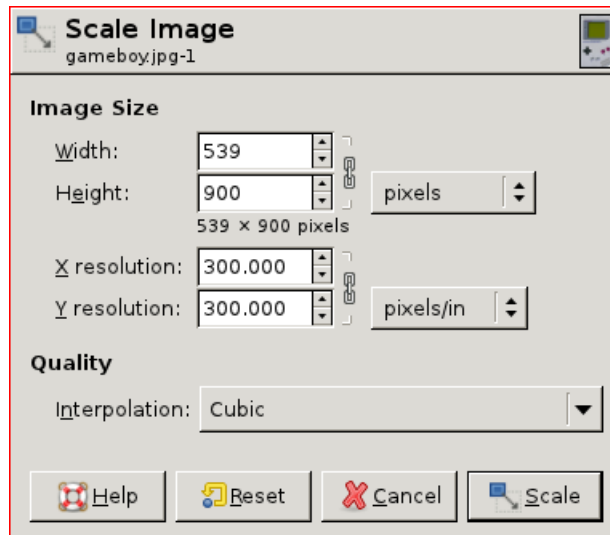 Scale Image
gameboy.jpg-1
Image Size
Width: 539
Height: 900 pixels
539 × 900 pixels
X resolution: 300.000
Y resolution: 300.000 pixels/in
Quality
Interpolation: Cubic
Help Reset Cancel Scale